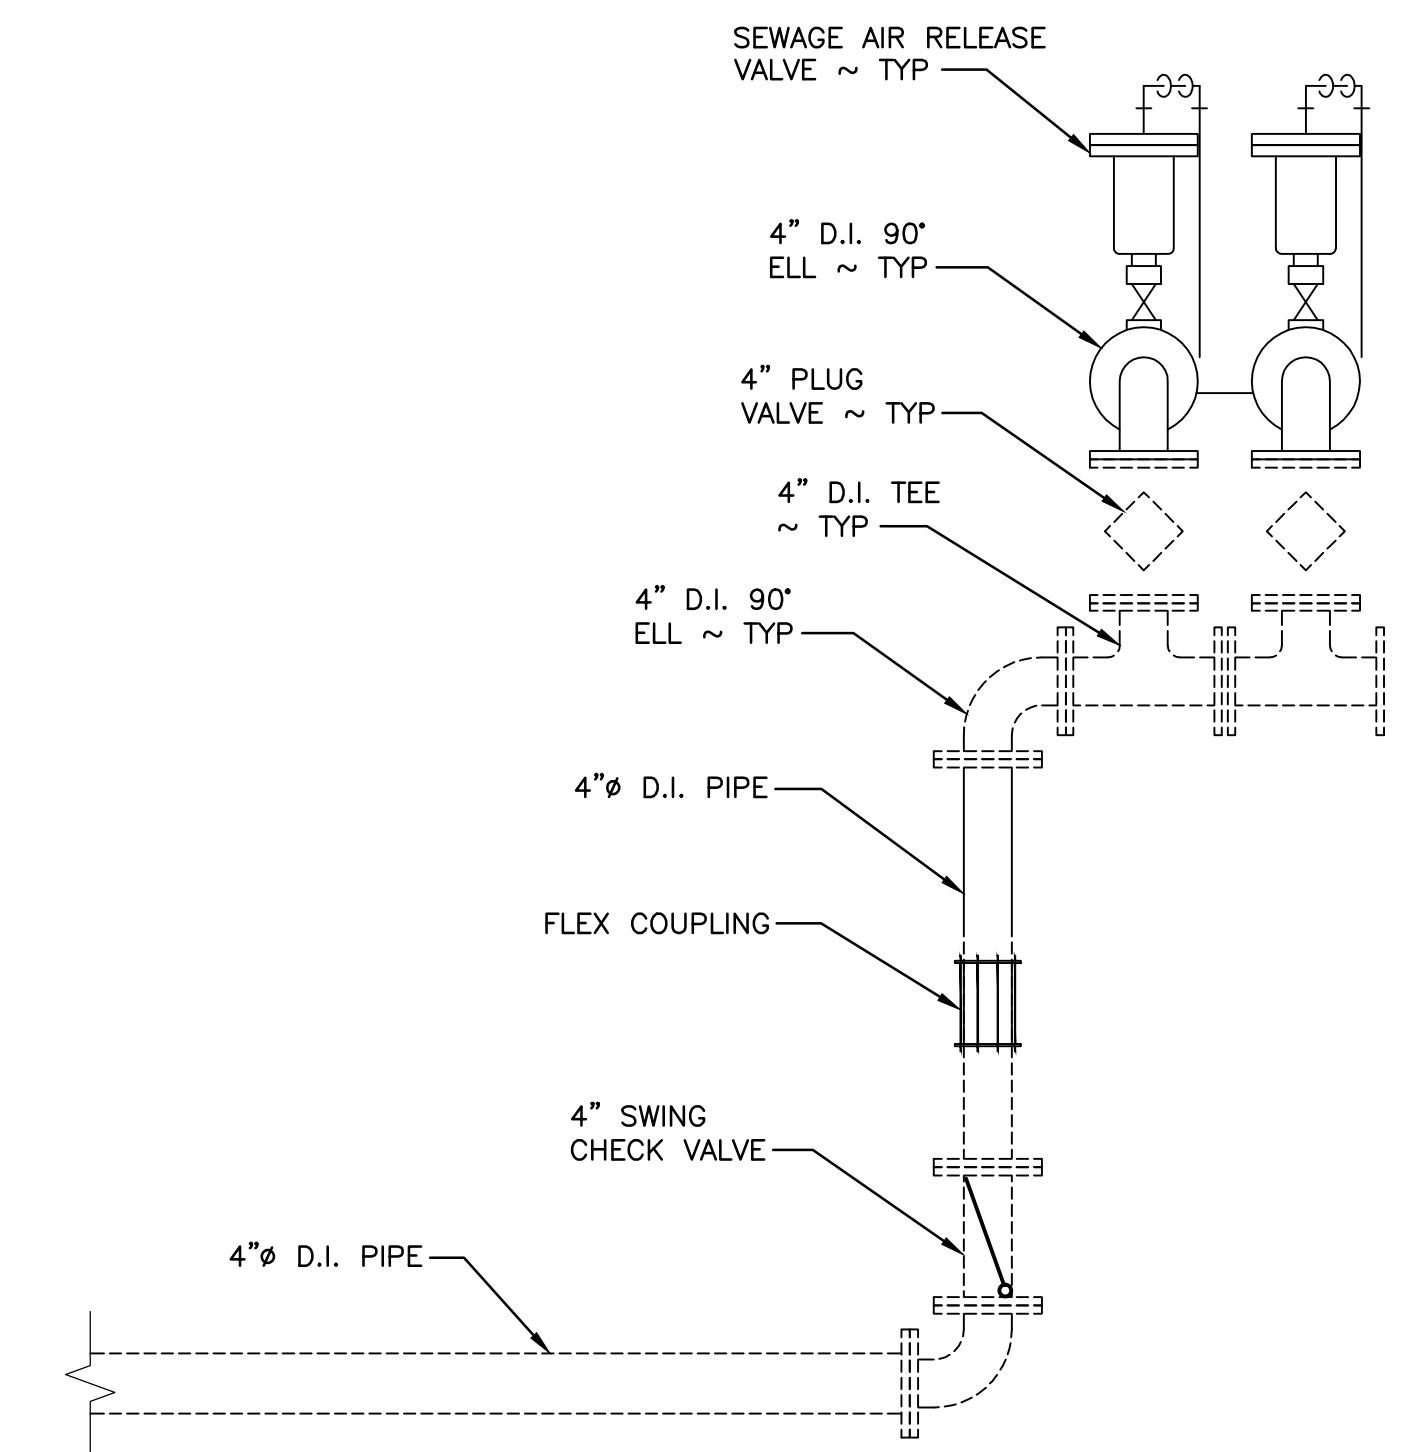 SEWAGE AIR RELEASE
VALVE ~ TYP
4" D.I. 90°
ELL ~ TYP
4" PLUG
VALVE ~ TYP
4" D.I. TEE
~ TYP
4" D.I. 90°
ELL ~ TYP
4"ø D.I. PIPE
FLEX COUPLING
4" SWING
CHECK VALVE
4"ø D.I. PIPE